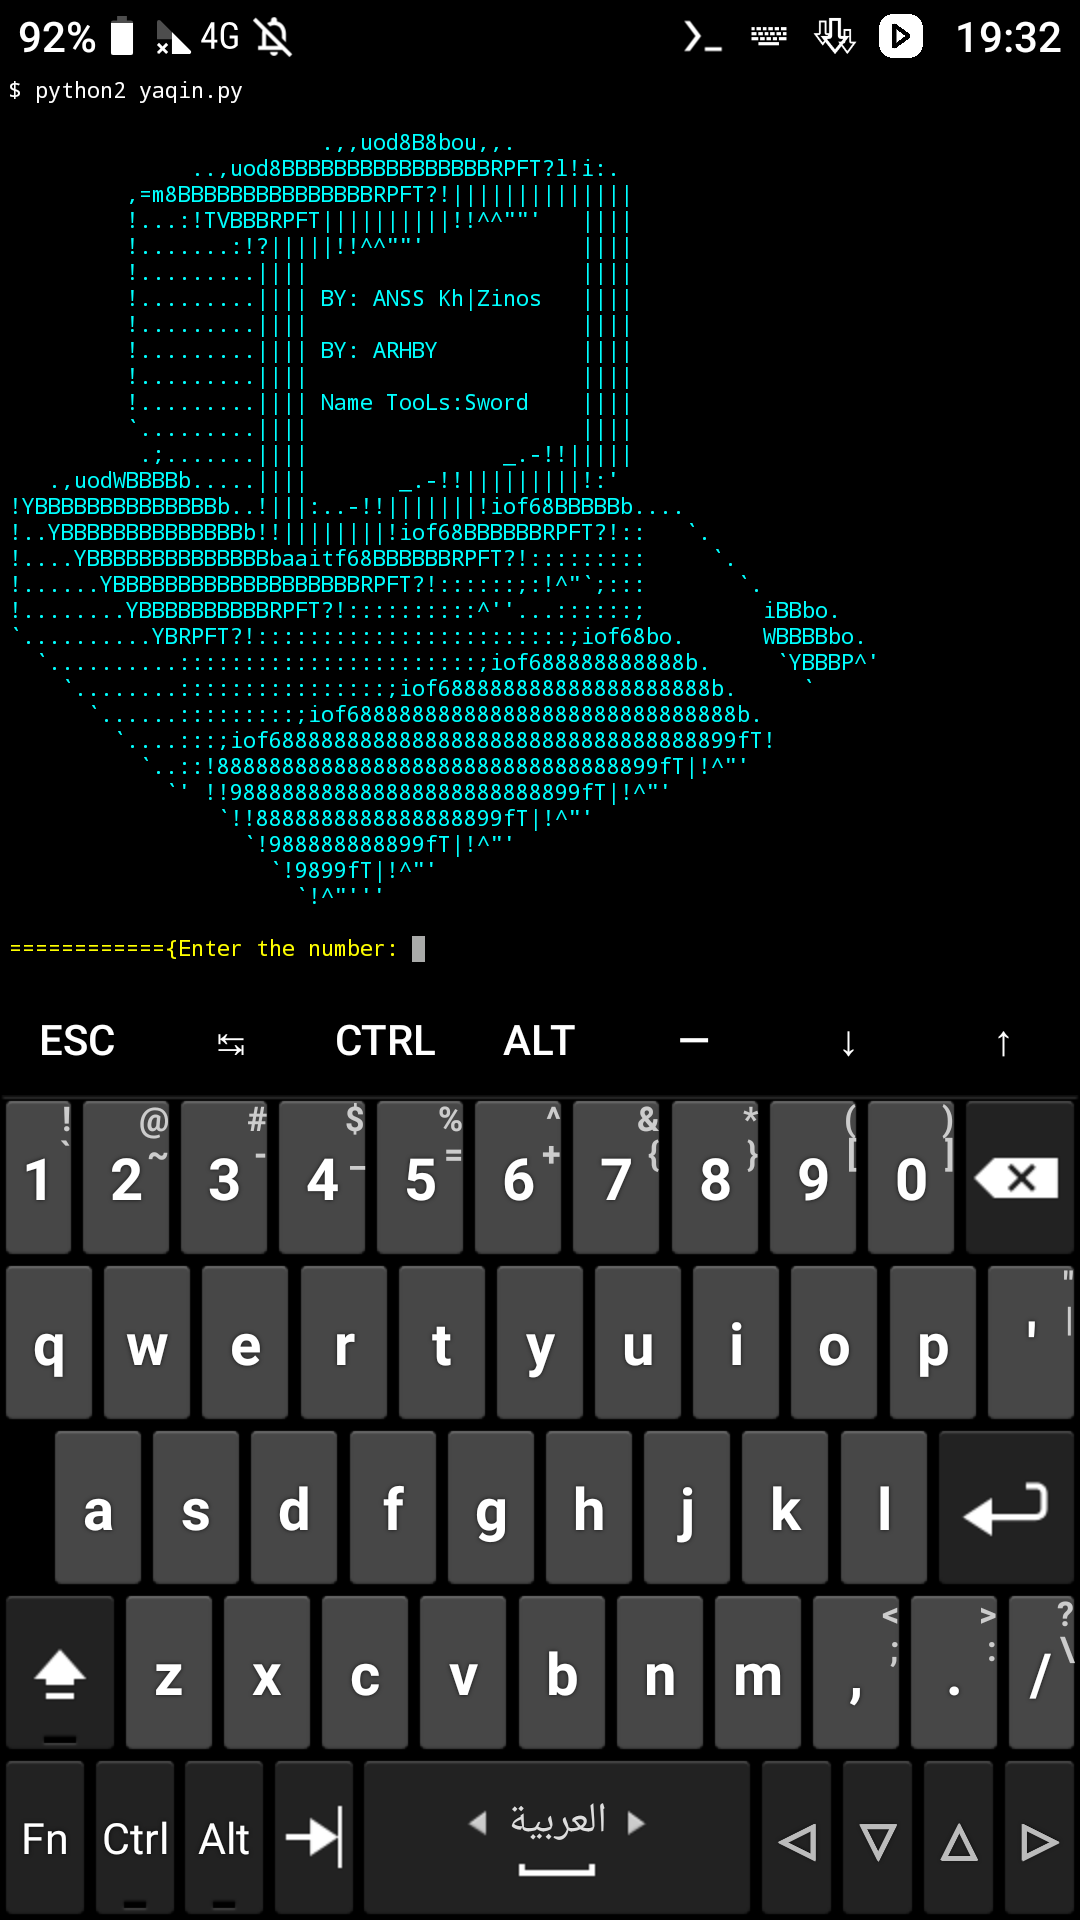 92% 4G 19:32
$ python2 yaqin.py
.,,uod8B8bou,,.
..,uod8BBBBBBBBBBBBBBBBRPFT?l!i:.
,=m8BBBBBBBBBBBBBBBRPFT?!||||||||||||||
!...:!TVBBBRPFT||||||||||!!^^""'   ||||
!.......:!?|||||!!^^""'            ||||
!.........||||                     ||||
!.........|||| BY: ANSS Kh|Zinos   ||||
!.........||||                     ||||
!.........|||| BY: ARHBY           ||||
!.........||||                     ||||
!.........|||| Name TooLs:Sword    ||||
`.........||||                     ||||
.;.......||||               _.-!!|||||
.,uodWBBBBb.....||||       _.-!!|||||||||!:'
!YBBBBBBBBBBBBBBb..!|||:..-!!|||||||!iof68BBBBBb....
!..YBBBBBBBBBBBBBBb!!||||||||!iof68BBBBBBRPFT?!::   `.
!....YBBBBBBBBBBBBBBbaaitf68BBBBBBRPFT?!:::::::::     `.
!......YBBBBBBBBBBBBBBBBBBBRPFT?!::::::;:!^"`;:::       `.
!........YBBBBBBBBBBRPFT?!::::::::::^''...::::::;         iBBbo.
`..........YBRPFT?!::::::::::::::::::::::::;iof68bo.      WBBBBbo.
`..........:::::::::::::::::::::::;iof688888888888b.     `YBBBP^'
`........::::::::::::::::;iof688888888888888888888b.     `
`......:::::::::;iof688888888888888888888888888888b.
`....:::;iof688888888888888888888888888888888899fT!
`..::!8888888888888888888888888888888899fT|!^"'
`' !!988888888888888888888888899fT|!^"'
`!!8888888888888888899fT|!^"'
`!988888888899fT|!^"'
`!9899fT|!^"'
`!^"'''
============{Enter the number:
ESC ↹ CTRL ALT — ↓ ↑
! @ # $ % ^ & * ( )
` ~ - _ = + { } [ ]
1 2 3 4 5 6 7 8 9 0
q w e r t y u i o p ' " |
a s d f g h j k l
z x c v b n m , < ; . > : / ? \
Fn Ctrl Alt العربية